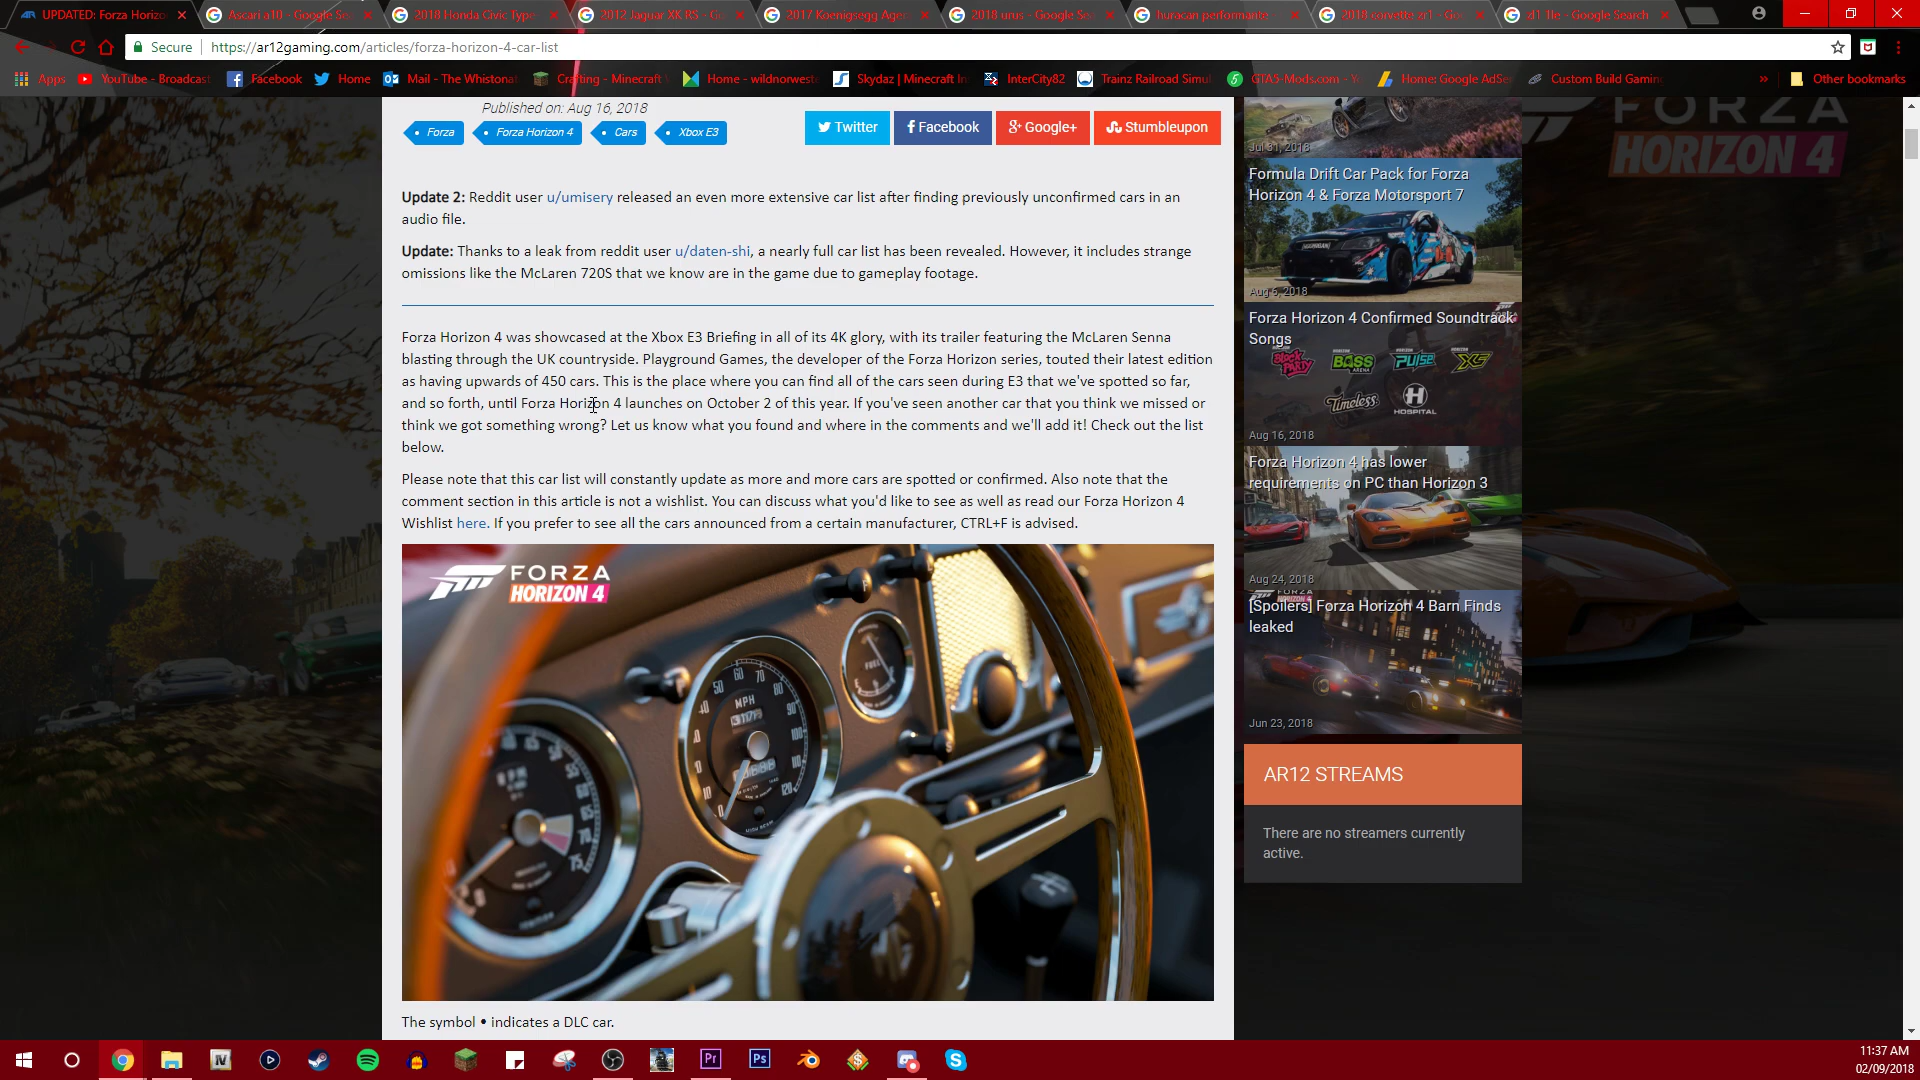 UPDATED: Forza Horizo
Ascari a10 - Google Se
2018 Honda Civic Type
2012 Jaguar XK RS - G
2017 Koenigsegg Ager
2018 urus - Google Se
huracan performante
2018 corvette zr1 - Go
zl1 1le - Google Search
Secure | https://ar12gaming.com/articles/forza-horizon-4-car-list
Apps
YouTube - Broadcast
Facebook
Home
Mail - The Whistonat
Crafting - Minecraft
Home - wildnorweste
Skydaz | Minecraft In
InterCity82
Trainz Railroad Simul
GTA5-Mods.com - Y
Home: Google AdSe
Custom Build Gamin
» Other bookmarks
Published on: Aug 16, 2018
Forza
Forza Horizon 4
Cars
Xbox E3
Twitter
Facebook
Google+
Stumbleupon
Update 2: Reddit user u/umisery released an even more extensive car list after finding previously unconfirmed cars in an
audio file.
Update: Thanks to a leak from reddit user u/daten-shi, a nearly full car list has been revealed. However, it includes strange
omissions like the McLaren 720S that we know are in the game due to gameplay footage.
Forza Horizon 4 was showcased at the Xbox E3 Briefing in all of its 4K glory, with its trailer featuring the McLaren Senna
blasting through the UK countryside. Playground Games, the developer of the Forza Horizon series, touted their latest edition
as having upwards of 450 cars. This is the place where you can find all of the cars seen during E3 that we've spotted so far,
and so forth, until Forza Horizon 4 launches on October 2 of this year. If you've seen another car that you think we missed or
think we got something wrong? Let us know what you found and where in the comments and we'll add it! Check out the list
below.
Please note that this car list will constantly update as more and more cars are spotted or confirmed. Also note that the
comment section in this article is not a wishlist. You can discuss what you'd like to see as well as read our Forza Horizon 4
Wishlist here. If you prefer to see all the cars announced from a certain manufacturer, CTRL+F is advised.
FORZA
HORIZON 4
MPH
FUEL
RPM
The symbol • indicates a DLC car.
Jul 31, 2018
Formula Drift Car Pack for Forza
Horizon 4 & Forza Motorsport 7
Aug 6, 2018
Forza Horizon 4 Confirmed Soundtrack
Songs
Block Party
BASS
ARENA
PULSE
XS
Timeless
HOSPITAL
Aug 16, 2018
Forza Horizon 4 has lower
requirements on PC than Horizon 3
Aug 24, 2018
[Spoilers] Forza Horizon 4 Barn Finds
leaked
Jun 23, 2018
AR12 STREAMS
There are no streamers currently
active.
FORZA
HORIZON 4
11:37 AM
02/09/2018